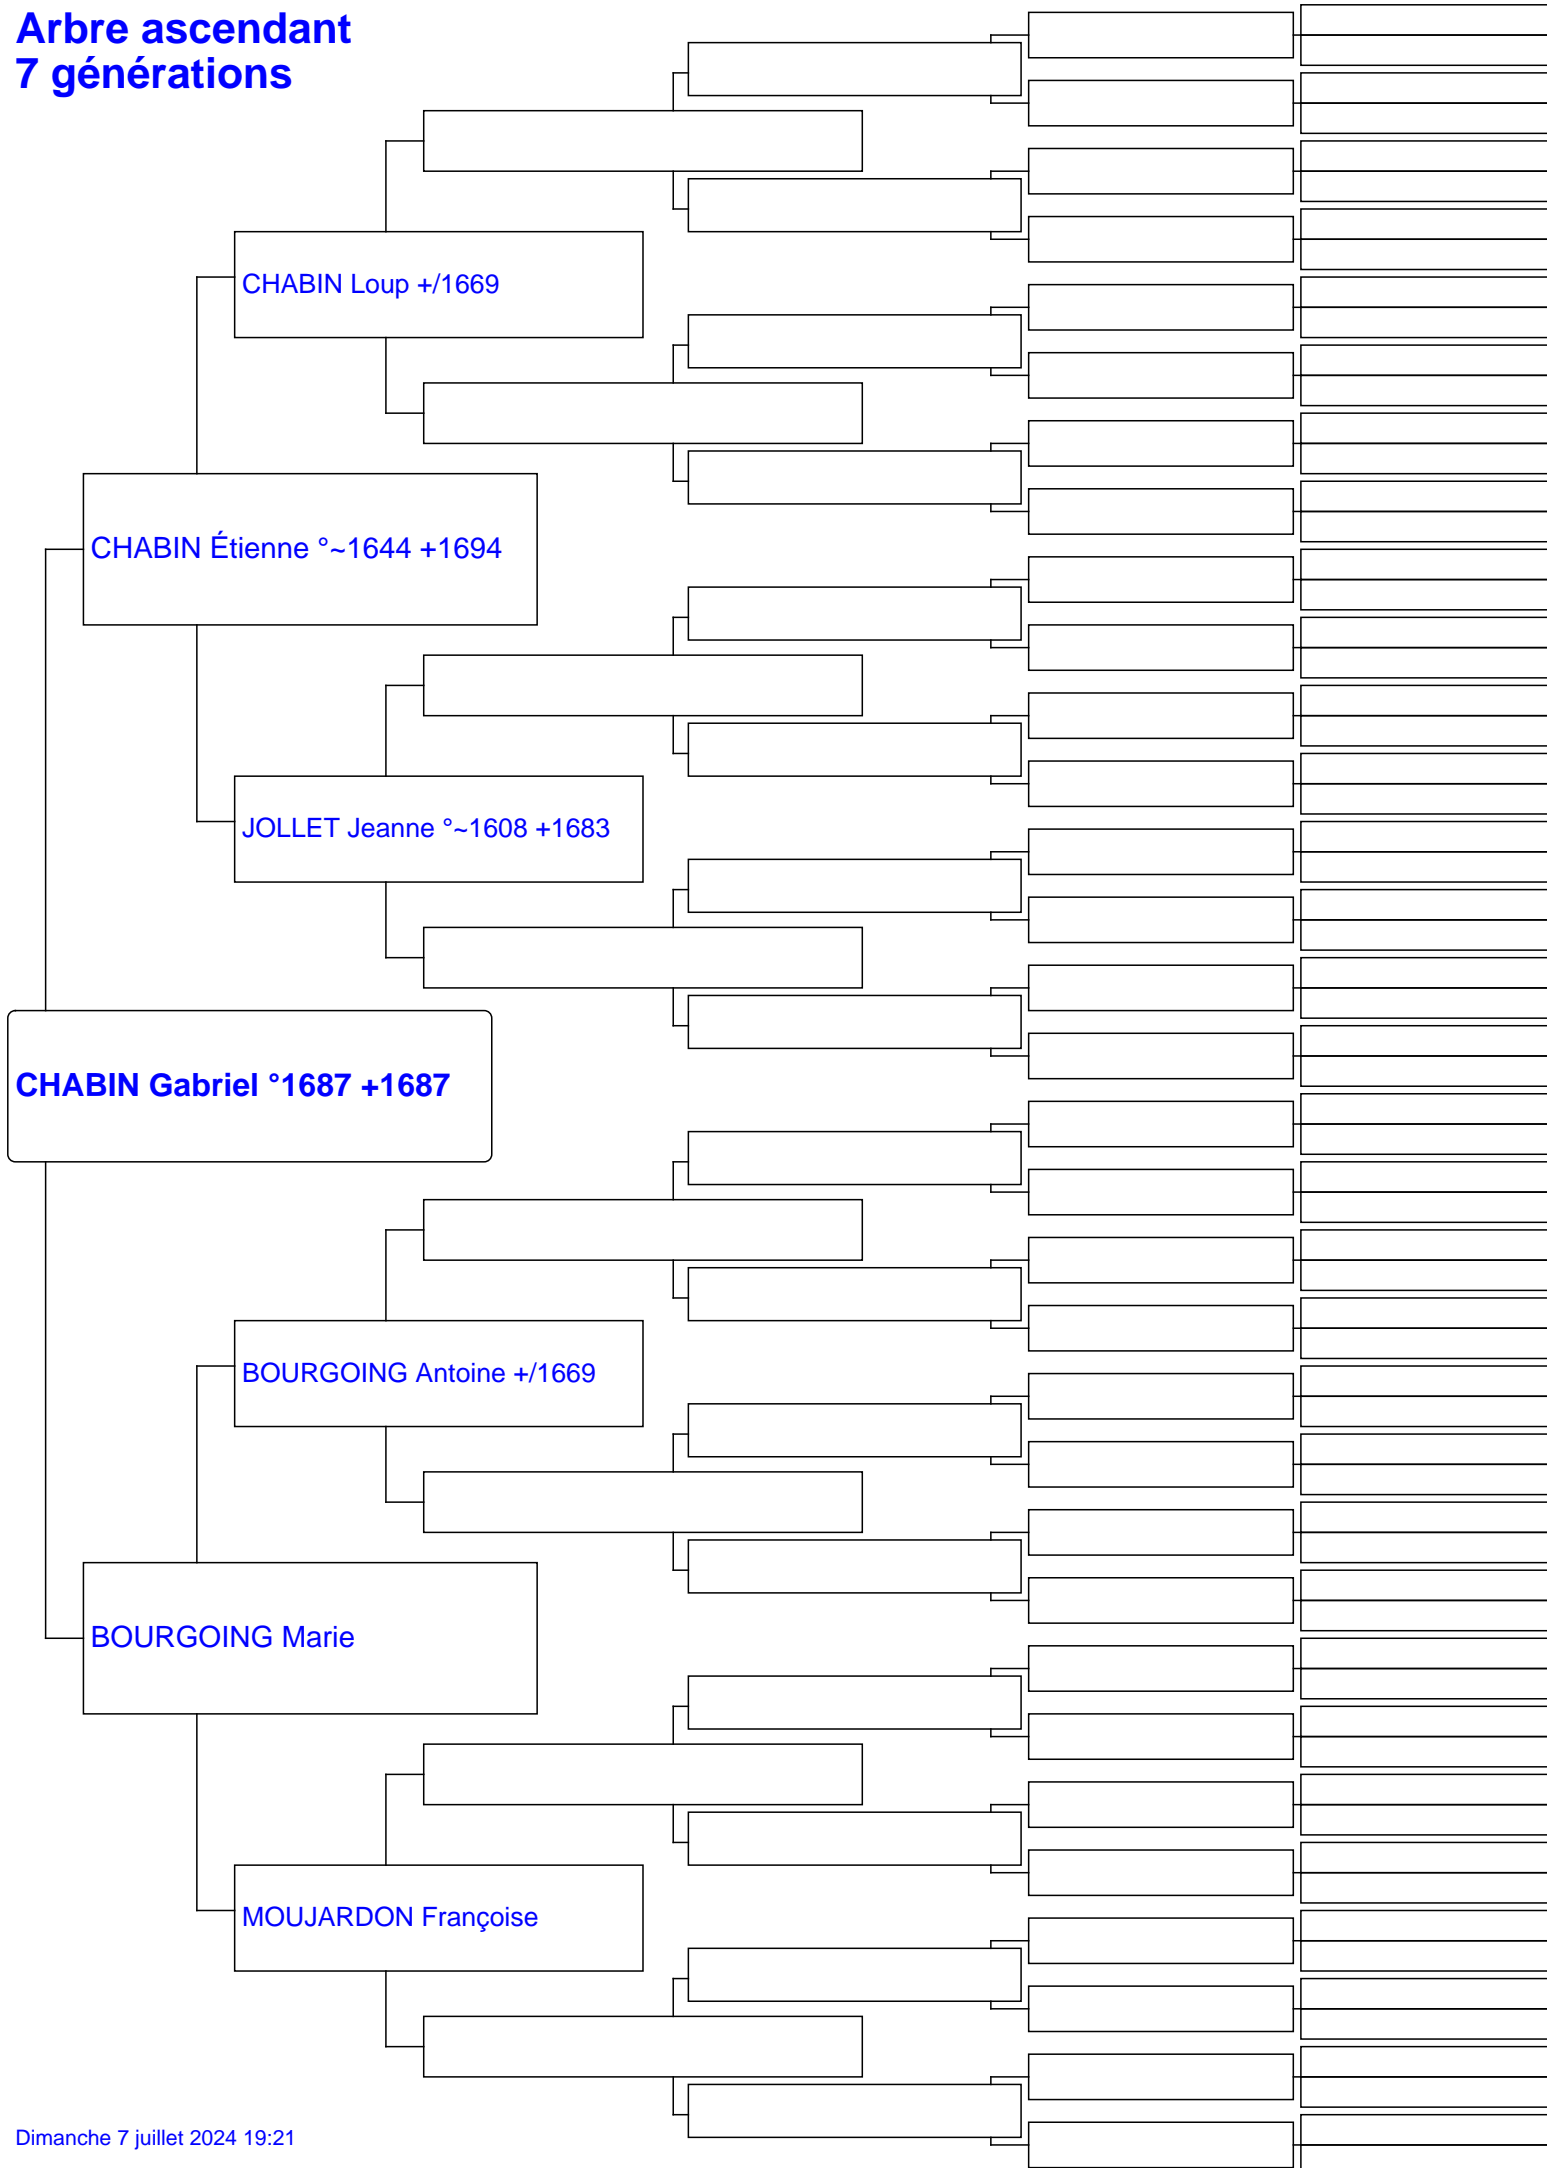 Arbre ascendant
7 générations
CHABIN Loup +/1669
CHABIN Étienne °~1644 +1694
JOLLET Jeanne °~1608 +1683
CHABIN Gabriel °1687 +1687
BOURGOING Antoine +/1669
BOURGOING Marie
MOUJARDON Françoise
Dimanche 7 juillet 2024 19:21